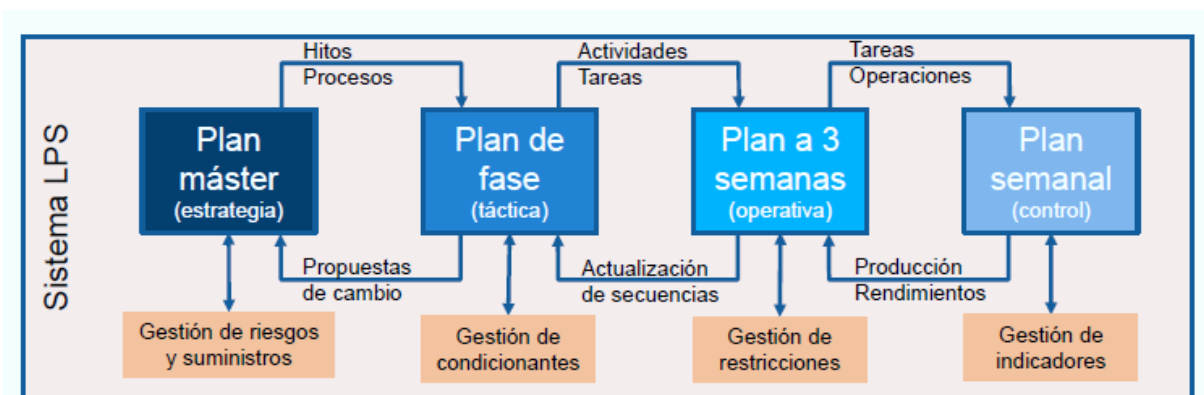 Sistema LPS
Hitos
Procesos
Actividades
Tareas
Tareas
Operaciones
Plan
máster
(estrategia)
Plan de
fase
(táctica)
Plan a 3
semanas
(operativa)
Plan
semanal
(control)
Propuestas
de cambio
Actualización
de secuencias
Producción
Rendimientos
Gestión de riesgos
y suministros
Gestión de
condicionantes
Gestión de
restricciones
Gestión de
indicadores